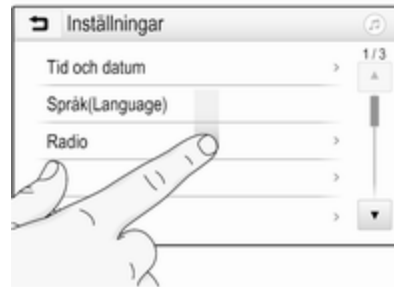 Inställningar
1/3
Tid och datum
Språk(Language)
Radio